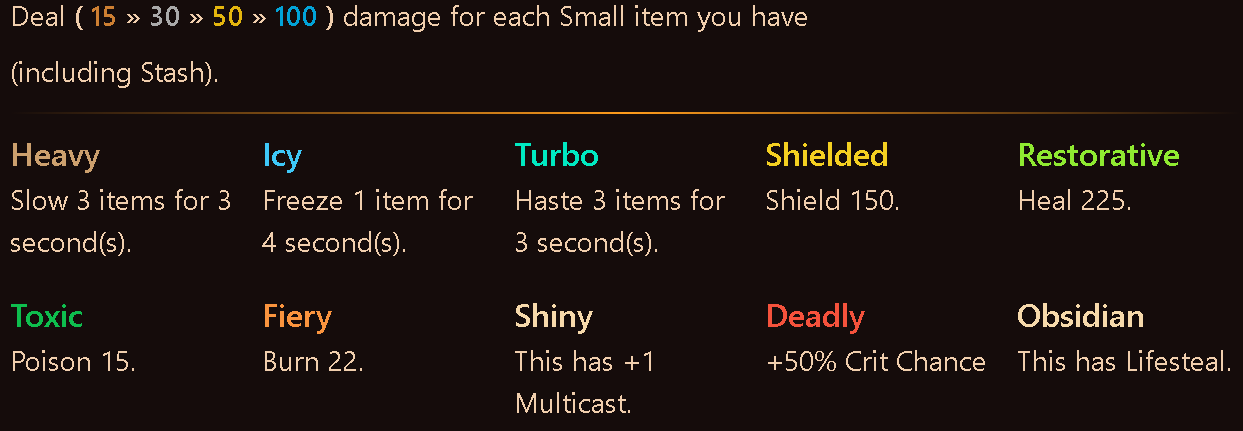 Deal ( 15 » 30 » 50 » 100 ) damage for each Small item you have
(including Stash).
Heavy
Slow 3 items for 3
second(s).
Icy
Freeze 1 item for
4 second(s).
Turbo
Haste 3 items for
3 second(s).
Shielded
Shield 150.
Restorative
Heal 225.
Toxic
Poison 15.
Fiery
Burn 22.
Shiny
This has +1
Multicast.
Deadly
+50% Crit Chance
Obsidian
This has Lifesteal.